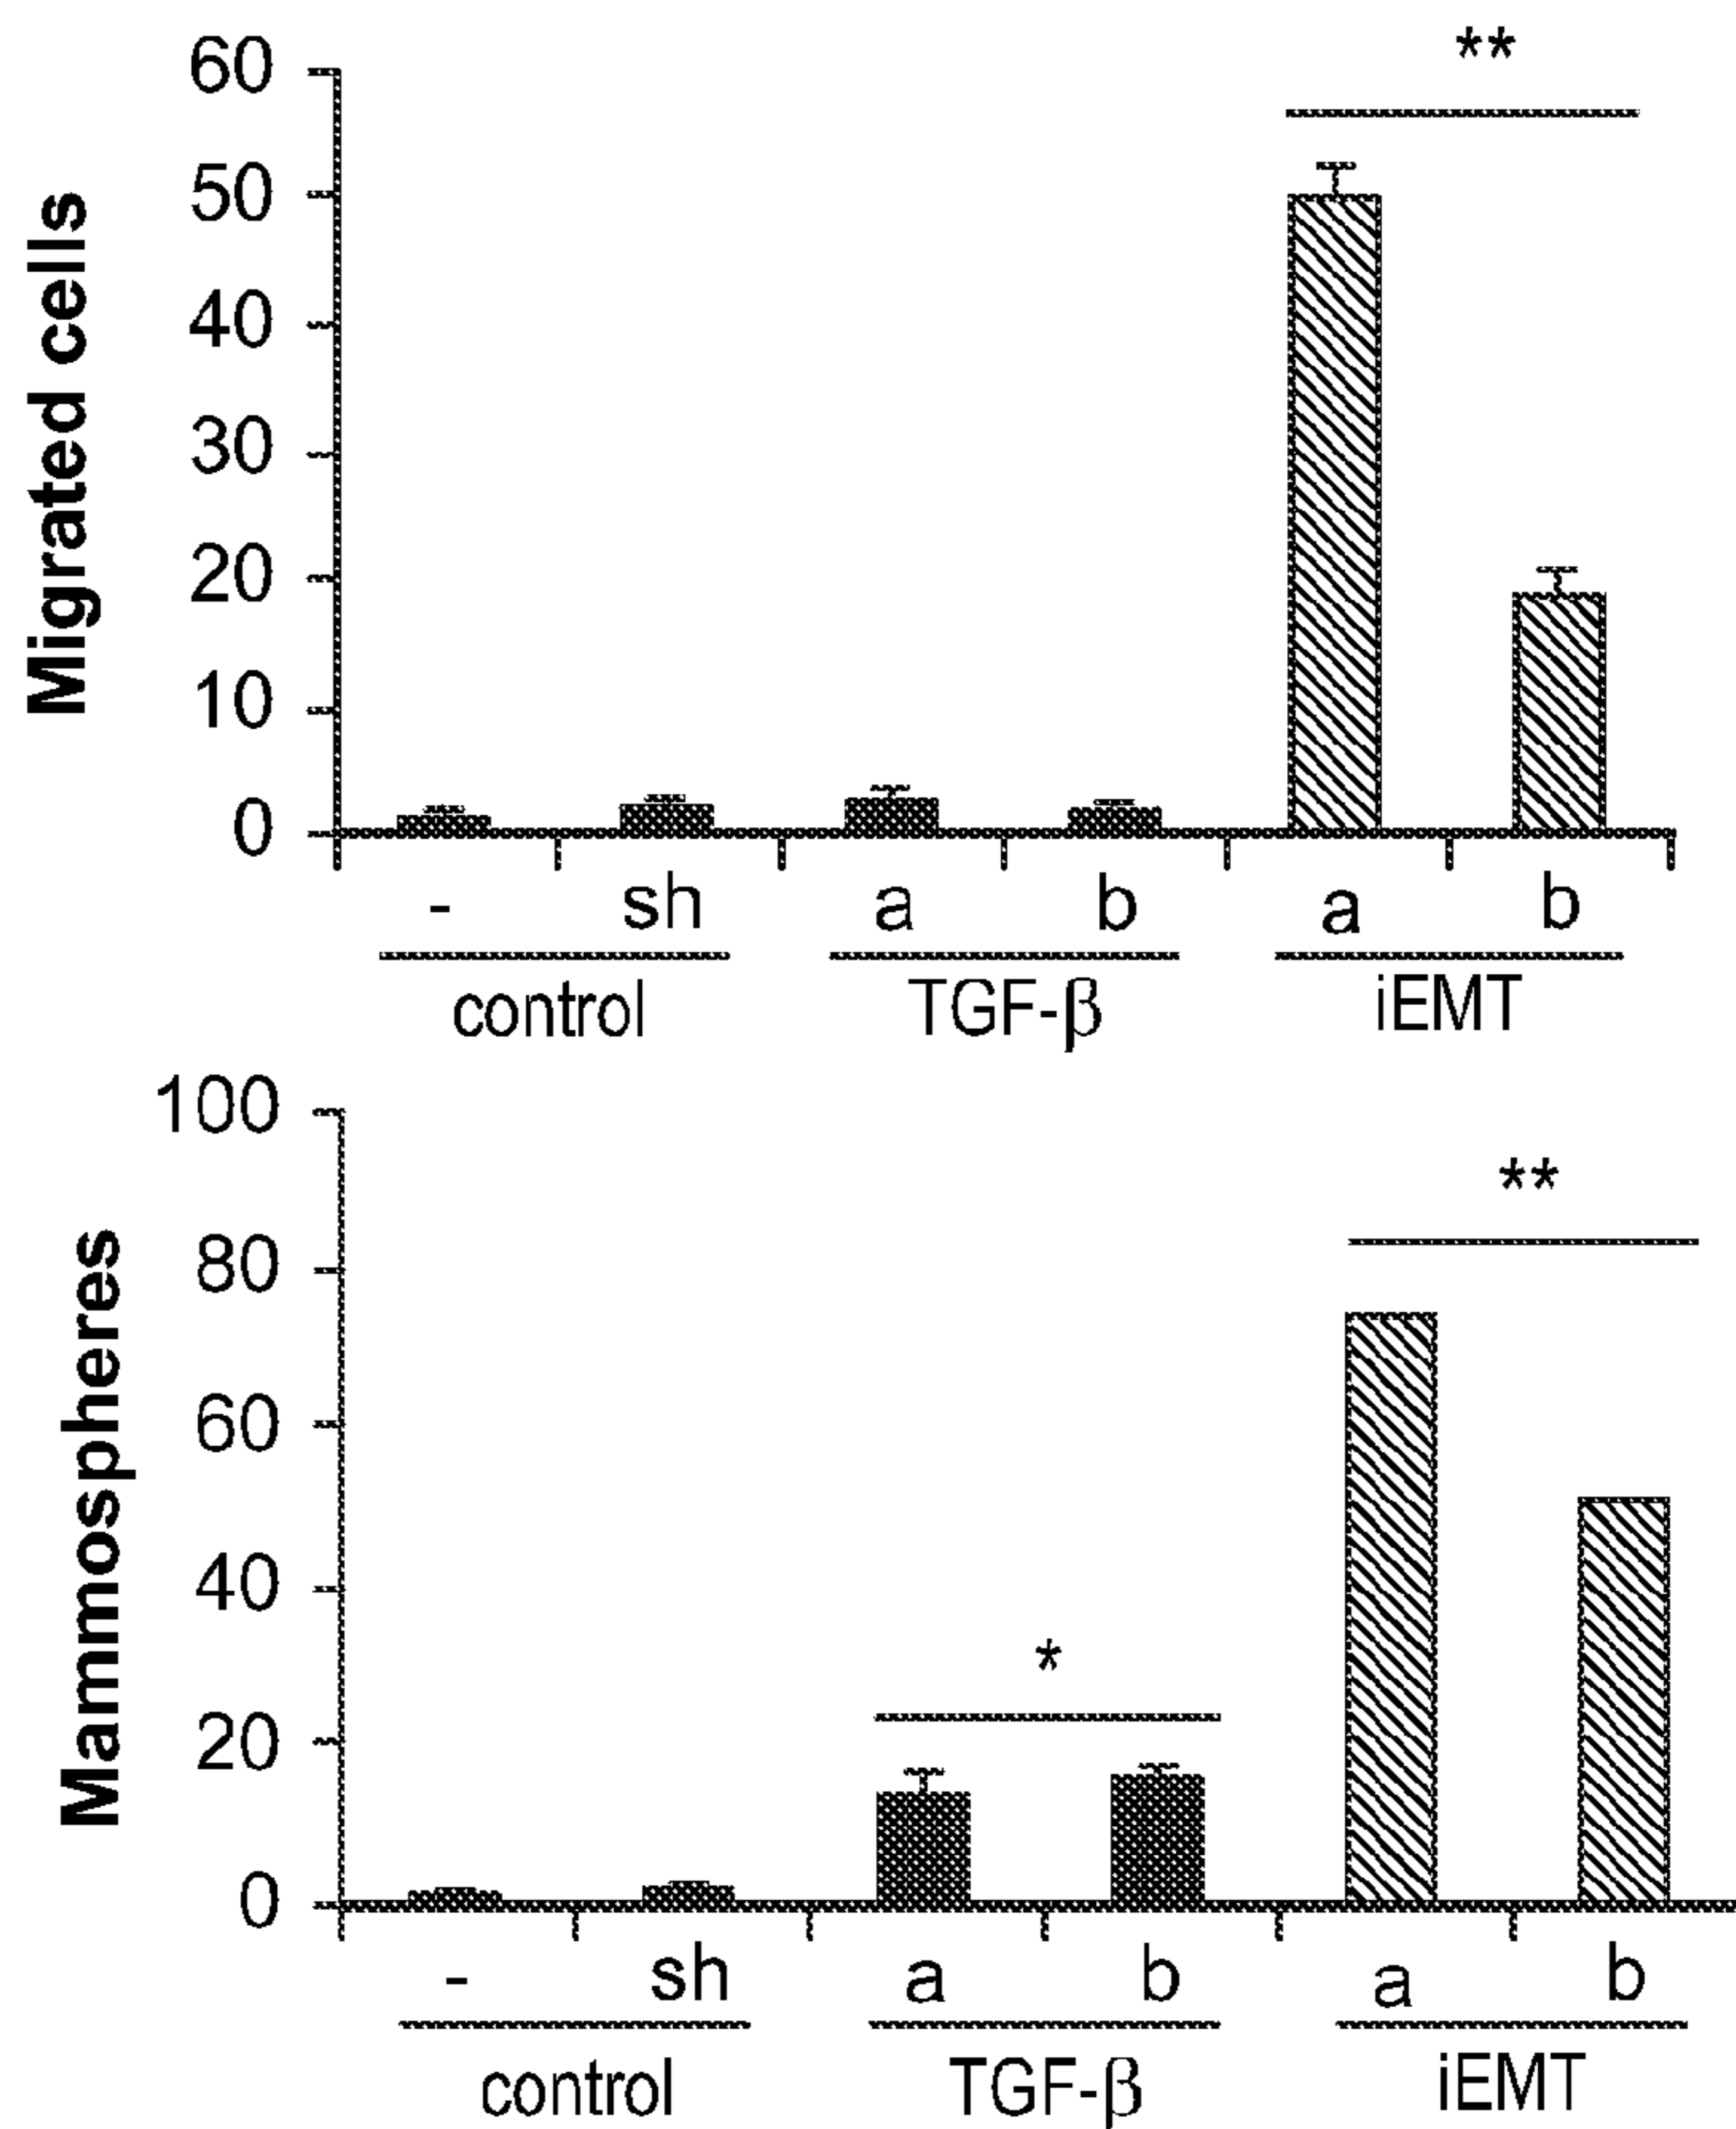 Migrated cells
60
50
40
30
20
10
0
**
- sh a b a b
control TGF-β iEMT
Mammospheres
100
80
60
40
20
0
**
*
- sh a b a b
control TGF-β iEMT